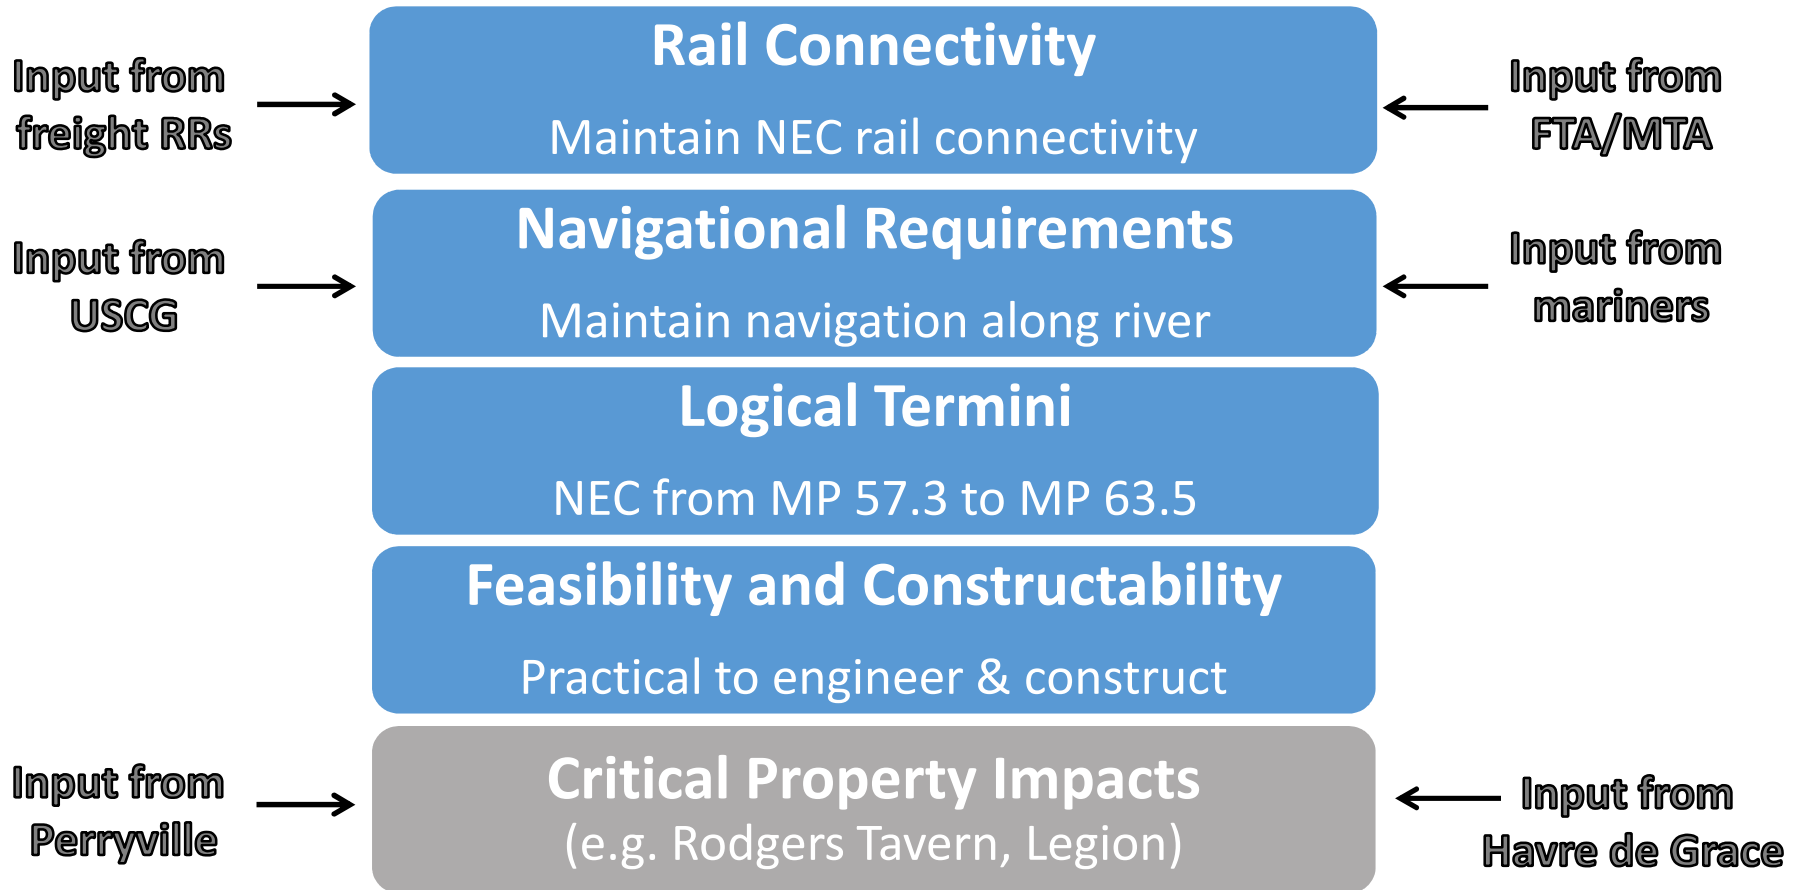 Rail Connectivity
Maintain NEC rail connectivity
Input from
freight RRs
Input from
FTA/MTA
Navigational Requirements
Maintain navigation along river
Input from
USCG
Input from
mariners
Logical Termini
NEC from MP 57.3 to MP 63.5
Feasibility and Constructability
Practical to engineer & construct
Critical Property Impacts
(e.g. Rodgers Tavern, Legion)
Input from
Perryville
Input from
Havre de Grace